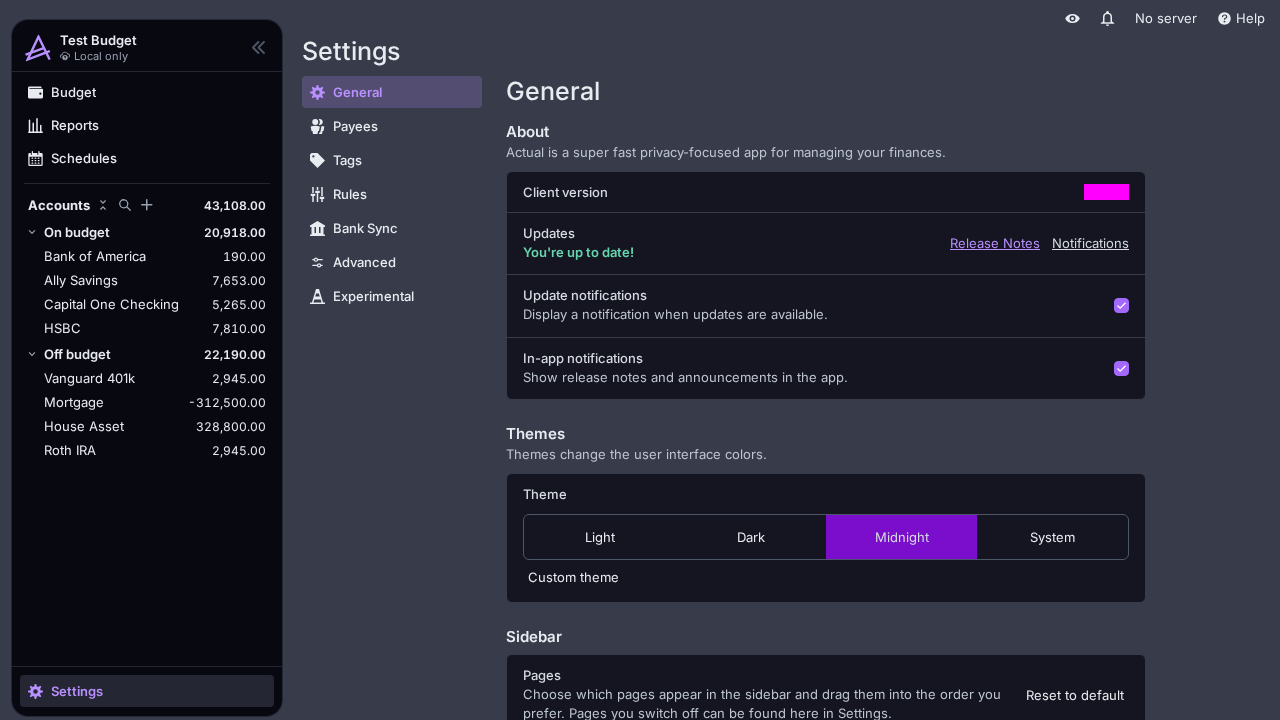 No server
Help
Test Budget
Local only
Budget
Reports
Schedules
Accounts 43,108.00
On budget 20,918.00
Bank of America 190.00
Ally Savings 7,653.00
Capital One Checking 5,265.00
HSBC 7,810.00
Off budget 22,190.00
Vanguard 401k 2,945.00
Mortgage -312,500.00
House Asset 328,800.00
Roth IRA 2,945.00
Settings
Settings
General
Payees
Tags
Rules
Bank Sync
Advanced
Experimental
General
About
Actual is a super fast privacy-focused app for managing your finances.
Client version
Updates
You're up to date!
Release Notes Notifications
Update notifications
Display a notification when updates are available.
In-app notifications
Show release notes and announcements in the app.
Themes
Themes change the user interface colors.
Theme
Light Dark Midnight System
Custom theme
Sidebar
Pages
Choose which pages appear in the sidebar and drag them into the order you
prefer. Pages you switch off can be found here in Settings.
Reset to default